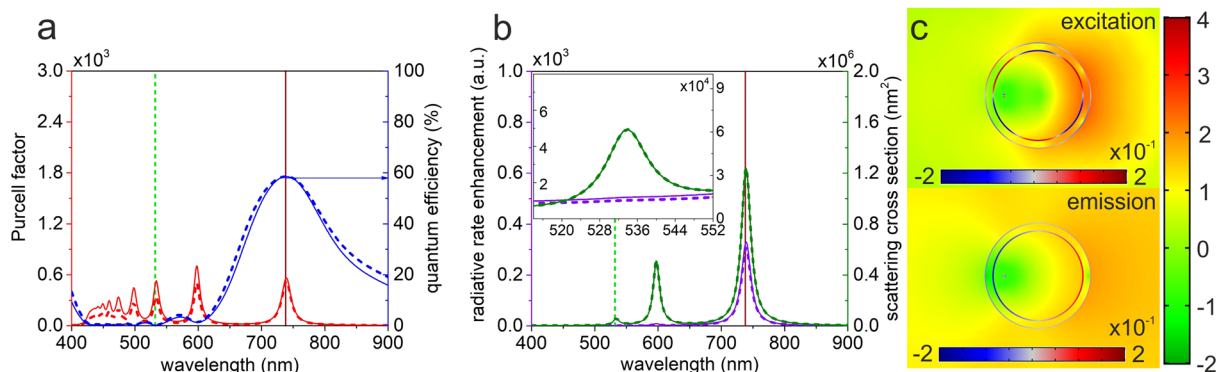 a
x10³
3.0
2.4
1.8
1.2
0.6
0.0
Purcell factor
100
80
60
40
20
0
quantum efficiency (%)
400 500 600 700 800 900
wavelength (nm)
b
x10³
x10⁶
1.0
0.8
0.6
0.4
0.2
0.0
radiative rate enhancement (a.u.)
2.0
1.6
1.2
0.8
0.4
0.0
scattering cross section (nm²)
x10⁴
6
4
2
9
6
3
0
520 528 536 544 552
400 500 600 700 800 900
wavelength (nm)
c
excitation
x10⁻¹
-2 2
emission
x10⁻¹
-2 2
4
3
2
1
0
-1
-2